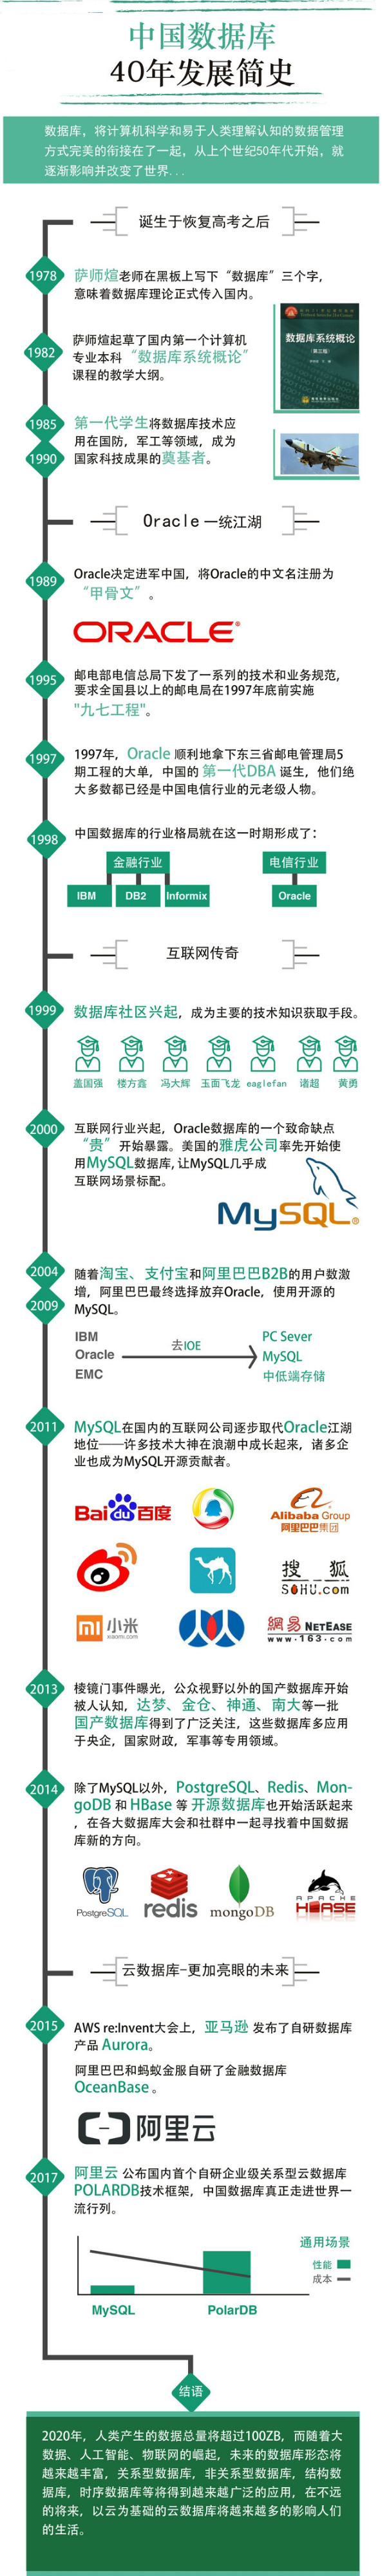 中国数据库
40年发展简史
数据库，将计算机科学和易于人类理解认知的数据管理
方式完美的衔接在了一起，从上个世纪50年代开始，就
逐渐影响并改变了世界...
诞生于恢复高考之后
1978
萨师煊老师在黑板上写下“数据库”三个字，
意味着数据库理论正式传入国内。
1982
萨师煊起草了国内第一个计算机
专业本科“数据库系统概论”
课程的教学大纲。
数据库系统概论
(第三版)
1985
1990
第一代学生将数据库技术应
用在国防，军工等领域，成为
国家科技成果的奠基者。
Oracle 一统江湖
1989
Oracle决定进军中国，将Oracle的中文名注册为
“甲骨文”。
ORACLE®
1995
邮电部电信总局下发了一系列的技术和业务规范，
要求全国县以上的邮电局在1997年底前实施
"九七工程"。
1997
1997年，Oracle 顺利地拿下东三省邮电管理局5
期工程的大单，中国的 第一代DBA 诞生，他们绝
大多数都已经是中国电信行业的元老级人物。
1998
中国数据库的行业格局就在这一时期形成了：
金融行业
电信行业
IBM
DB2
Informix
Oracle
互联网传奇
1999
数据库社区兴起，成为主要的技术知识获取手段。
盖国强 楼方鑫 冯大辉 玉面飞龙 eaglefan 诸超 黄勇
2000
互联网行业兴起，Oracle数据库的一个致命缺点
“贵”开始暴露。美国的雅虎公司率先开始使
用MySQL数据库，让MySQL几乎成
互联网场景标配。
MySQL®
2004
2009
随着淘宝、支付宝和阿里巴巴B2B的用户数激
增，阿里巴巴最终选择放弃Oracle，使用开源的
MySQL。
IBM
Oracle
EMC
去IOE
PC Sever
MySQL
中低端存储
2011
MySQL在国内的互联网公司逐步取代Oracle江湖
地位——许多技术大神在浪潮中成长起来，诸多企
业也成为MySQL开源贡献者。
Bai百度
Alibaba Group
阿里巴巴集团
搜狐
SOHU.com
mi 小米
xiaomi.com
網易 NETEASE
www.163.com
2013
棱镜门事件曝光，公众视野以外的国产数据库开始
被人认知，达梦、金仓、神通、南大等一批
国产数据库得到了广泛关注，这些数据库多应用
于央企，国家财政，军事等专用领域。
2014
除了MySQL以外，PostgreSQL、Redis、Mon-
goDB 和 HBase 等 开源数据库也开始活跃起来
，在各大数据库大会和社群中一起寻找着中国数据
库新的方向。
PostgreSQL
redis
mongoDB
APACHE
HBASE
云数据库-更加亮眼的未来
2015
AWS re:Invent大会上，亚马逊 发布了自研数据库
产品 Aurora。
阿里巴巴和蚂蚁金服自研了金融数据库
OceanBase 。
阿里云
2017
阿里云 公布国内首个自研企业级关系型云数据库
POLARDB技术框架，中国数据库真正走进世界一
流行列。
通用场景
性能
成本
MySQL
PolarDB
结语
2020年，人类产生的数据总量将超过100ZB，而随着大
数据、人工智能、物联网的崛起，未来的数据库形态将
越来越丰富，关系型数据库，非关系型数据库，结构数
据库，时序数据库等将得到越来越广泛的应用，在不远
的将来，以云为基础的云数据库将越来越多的影响人们
的生活。